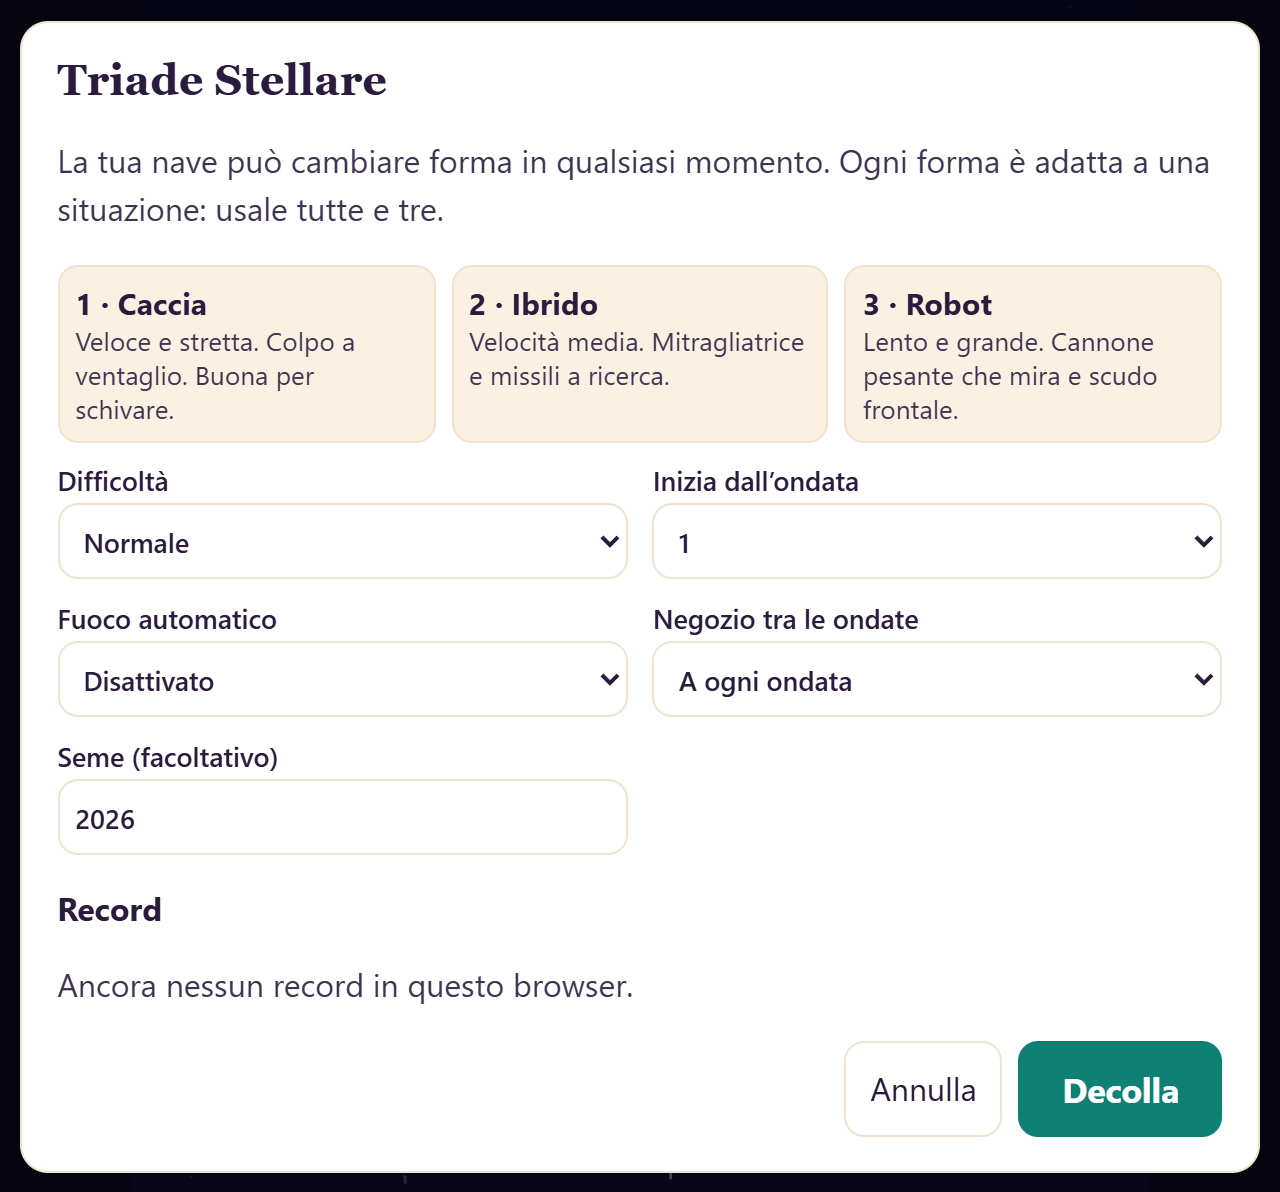 Triade Stellare
La tua nave può cambiare forma in qualsiasi momento. Ogni forma è adatta a una
situazione: usale tutte e tre.
1 · Caccia
Veloce e stretta. Colpo a
ventaglio. Buona per
schivare.
2 · Ibrido
Velocità media. Mitragliatrice
e missili a ricerca.
3 · Robot
Lento e grande. Cannone
pesante che mira e scudo
frontale.
Difficoltà
Normale
Inizia dall’ondata
1
Fuoco automatico
Disattivato
Negozio tra le ondate
A ogni ondata
Seme (facoltativo)
2026
Record
Ancora nessun record in questo browser.
Annulla
Decolla